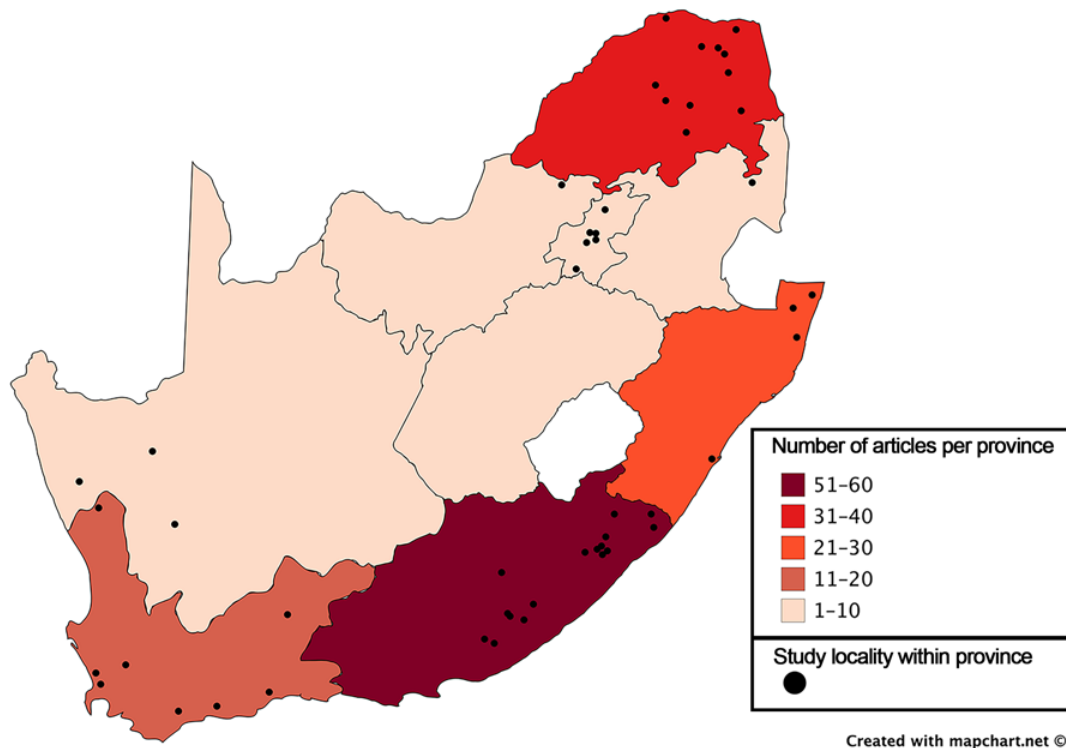 Number of articles per province
51–60
31–40
21–30
11–20
1–10
Study locality within province
Created with mapchart.net ©